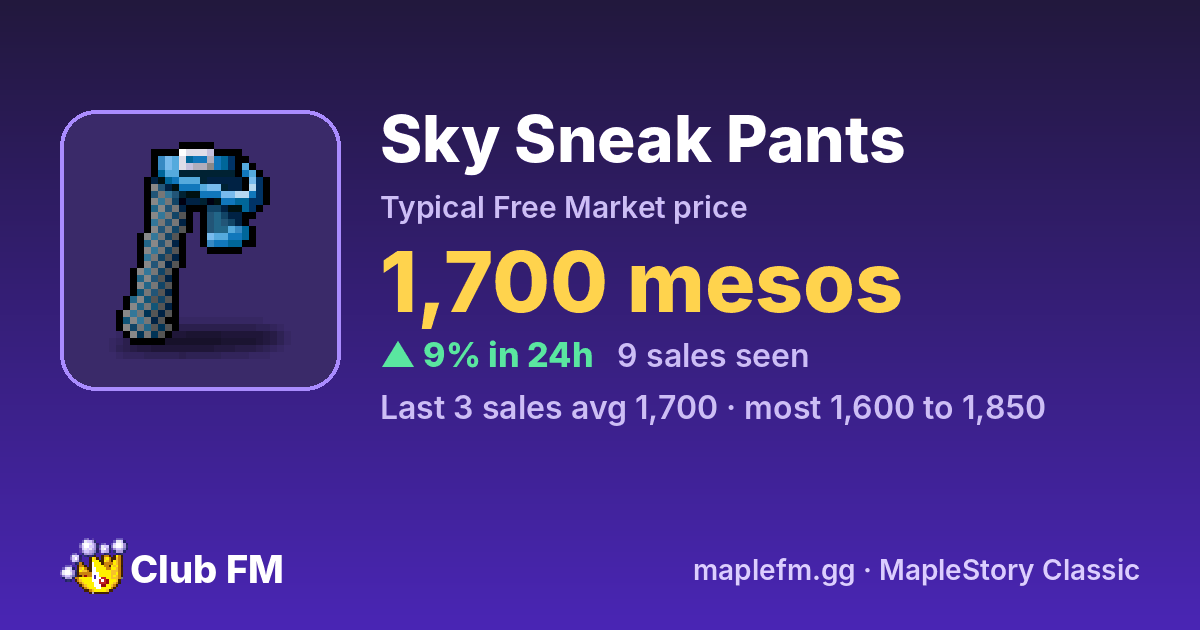 Sky Sneak Pants
Typical Free Market price
1,700 mesos
▲ 9% in 24h 9 sales seen
Last 3 sales avg 1,700 · most 1,600 to 1,850
Club FM
maplefm.gg · MapleStory Classic